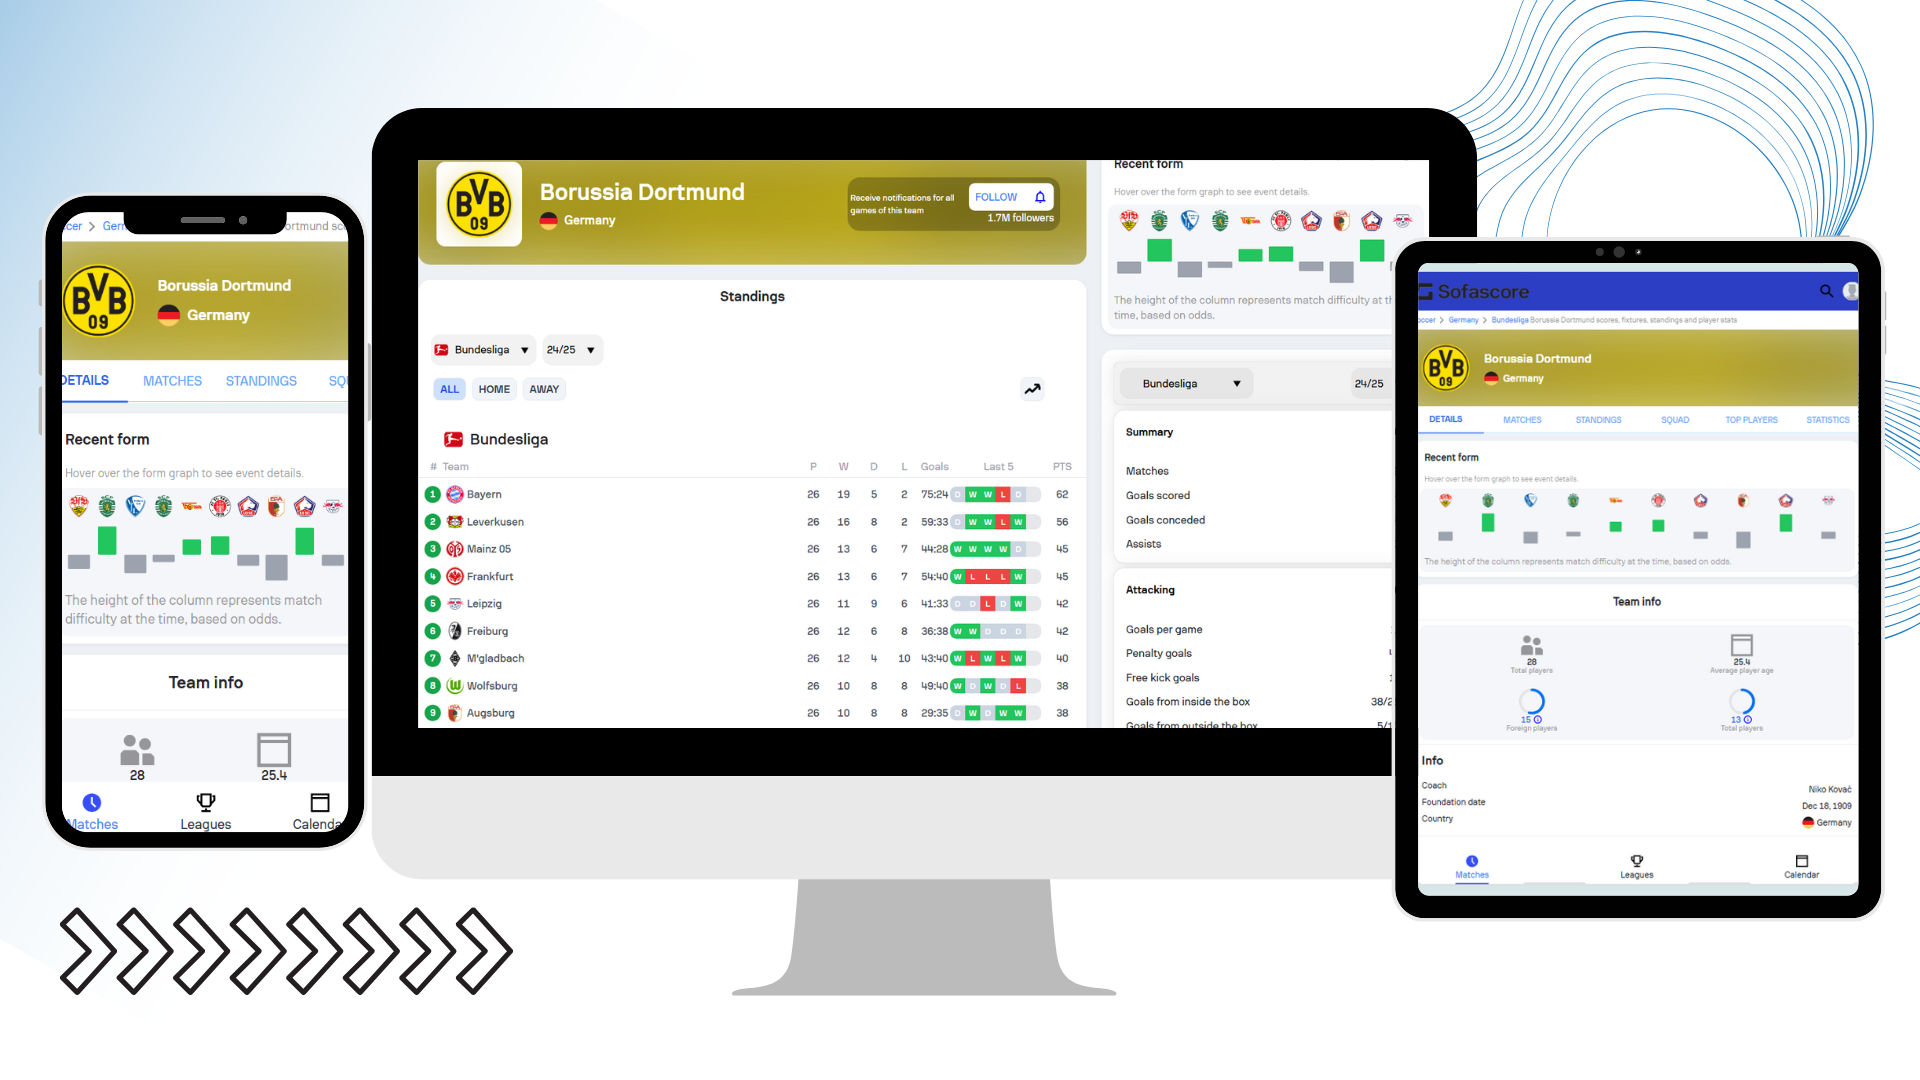 cer > Gern
ortmund sco
BVB 09
Borussia Dortmund
Germany
DETAILS MATCHES STANDINGS SQU
Recent form
Hover over the form graph to see event details.
The height of the column represents match
difficulty at the time, based on odds.
Team info
28 25.4
Matches Leagues Calenda
BVB 09
Borussia Dortmund
Germany
Receive notifications for all
games of this team
FOLLOW
1.7M followers
Standings
Bundesliga 24/25
ALL HOME AWAY
Bundesliga
# Team P W D L Goals Last 5 PTS
1 Bayern 26 19 5 2 75:24 D W W L D 62
2 Leverkusen 26 16 8 2 59:33 D W W L W 56
3 Mainz 05 26 13 6 7 44:28 W W W W D 45
4 Frankfurt 26 13 6 7 54:40 W L L L W 45
5 Leipzig 26 11 9 6 41:33 D D L D W 42
6 Freiburg 26 12 6 8 36:38 W W D D D 42
7 M'gladbach 26 12 4 10 43:40 W L W L W 40
8 Wolfsburg 26 10 8 8 49:40 W D W D L 38
9 Augsburg 26 10 8 8 29:35 D W D W W 38
Recent form
Hover over the form graph to see event details.
The height of the column represents match difficulty at th
time, based on odds.
Bundesliga 24/25
Summary
Matches
Goals scored
Goals conceded
Assists
Attacking
Goals per game
Penalty goals
Free kick goals
Goals from inside the box 38/2
Goals from outside the box 5/1
Sofascore
occer > Germany > Bundesliga Borussia Dortmund scores, fixtures, standings and player stats
BVB 09
Borussia Dortmund
Germany
DETAILS MATCHES STANDINGS SQUAD TOP PLAYERS STATISTICS
Recent form
Hover over the form graph to see event details.
The height of the column represents match difficulty at the time, based on odds.
Team info
28 25.4
Total players Average player age
15 13
Foreign players Total players
Info
Coach Niko Kovač
Foundation date Dec 18, 1909
Country Germany
Matches Leagues Calendar